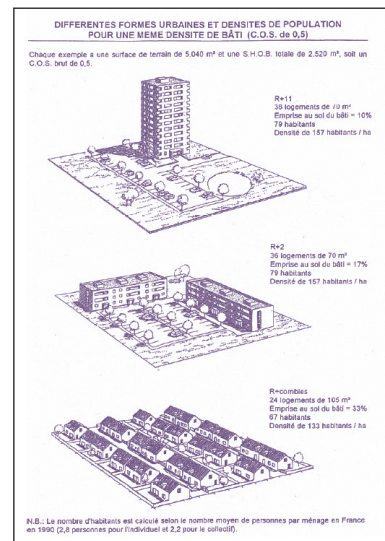 DIFFERENTES FORMES URBAINES ET DENSITES DE POPULATION
POUR UNE MEME DENSITE DE BÂTI (C.O.S. de 0,5)
Chaque exemple a une surface de terrain de 5.040 m² et une S.H.O.B. totale de 2.520 m², soit un
C.O.S. brut de 0,5.
R+11
36 logements de 70 m²
Emprise au sol du bâti = 10%
79 habitants
Densité de 157 habitants / ha
R+2
36 logements de 70 m²
Emprise au sol du bâti = 17%
79 habitants
Densité de 157 habitants / ha
R+combles
24 logements de 105 m²
Emprise au sol du bâti = 33%
67 habitants
Densité de 133 habitants / ha
N.B.: Le nombre d'habitants est calculé selon le nombre moyen de personnes par ménage en France
en 1990 (2,8 personnes pour l'individuel et 2,2 pour le collectif).